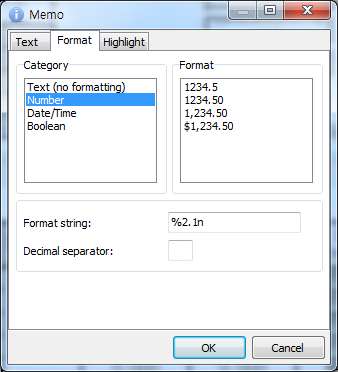 Memo
Text Format Highlight
Category
Text (no formatting)
Number
Date/Time
Boolean
Format
1234.5
1234.50
1,234.50
$1,234.50
Format string: %2.1n
Decimal separator:
OK Cancel